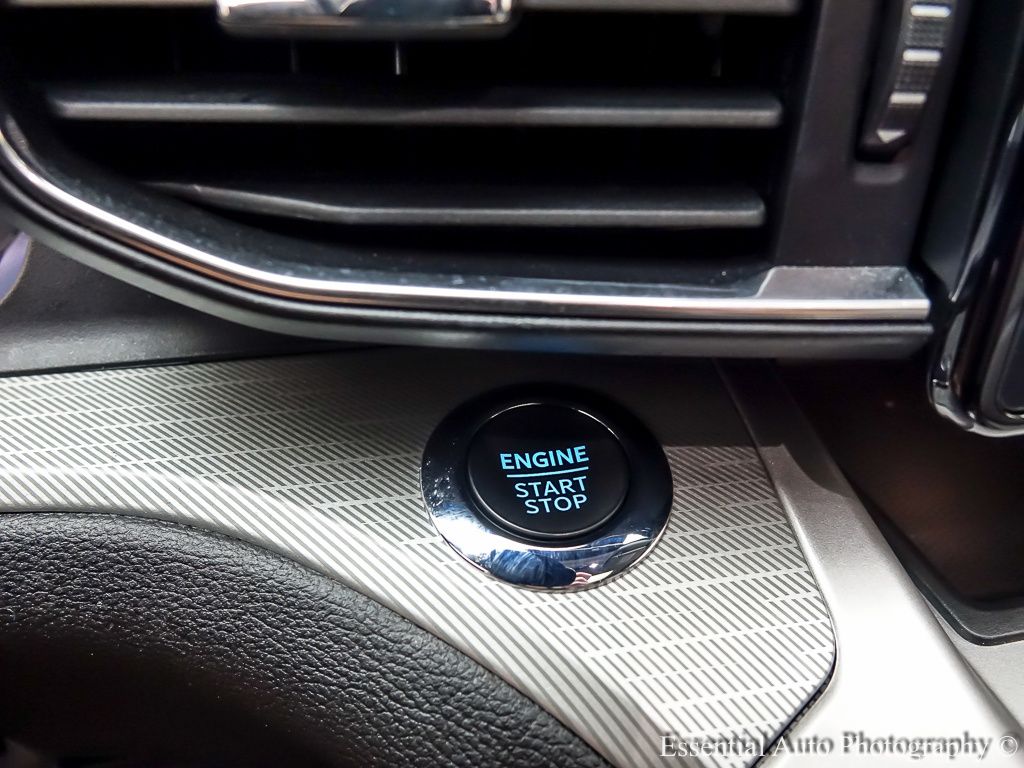 ENGINE
START
STOP
Essential Auto Photography ©